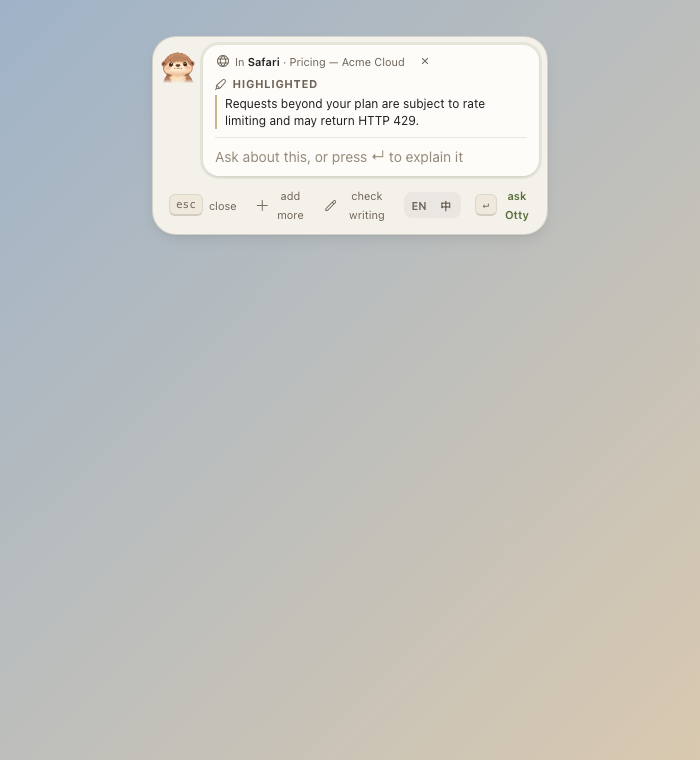 In Safari · Pricing — Acme Cloud ×
HIGHLIGHTED
Requests beyond your plan are subject to rate
limiting and may return HTTP 429.
Ask about this, or press ↵ to explain it
esc close
add
more
check
writing
EN 中
↵ ask
Otty